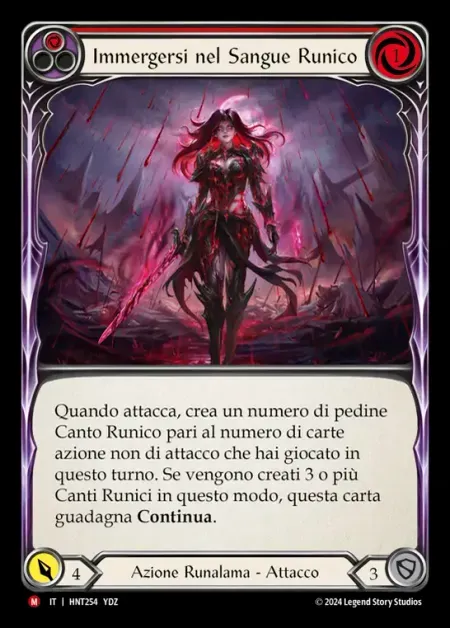 Immergersi nel Sangue Runico
1
Quando attacca, crea un numero di pedine
Canto Runico pari al numero di carte
azione non di attacco che hai giocato in
questo turno. Se vengono creati 3 o più
Canti Runici in questo modo, questa carta
guadagna Continua.
4
Azione Runalama - Attacco
3
M IT | HNT254 YDZ
© 2024 Legend Story Studios